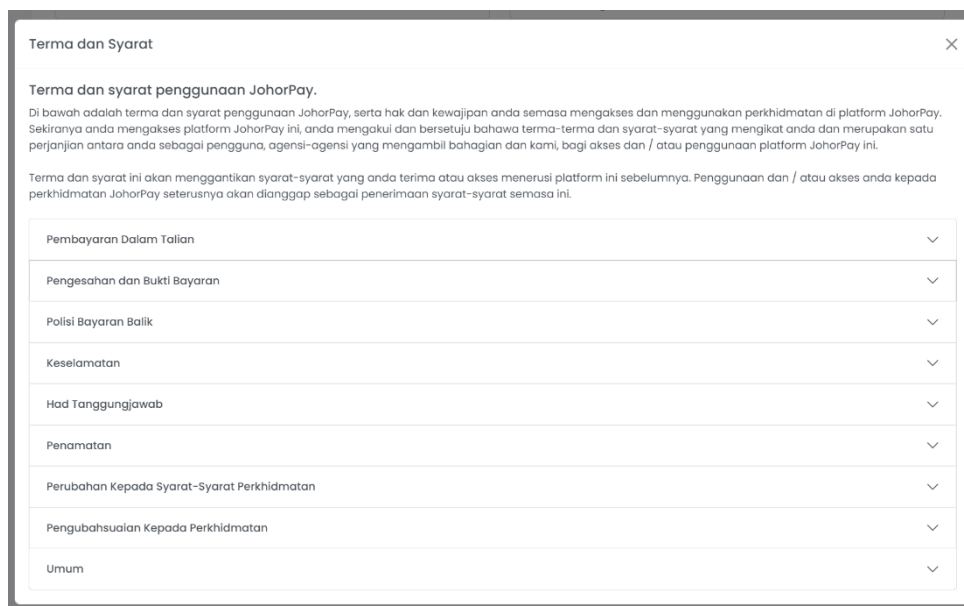 Terma dan Syarat
Terma dan syarat penggunaan JohorPay.
Di bawah adalah terma dan syarat penggunaan JohorPay, serta hak dan kewajipan anda semasa mengakses dan menggunakan perkhidmatan di platform JohorPay.
Sekiranya anda mengakses platform JohorPay ini, anda mengakui dan bersetuju bahawa terma-terma dan syarat-syarat yang mengikat anda dan merupakan satu
perjanjian antara anda sebagai pengguna, agensi-agensi yang mengambil bahagian dan kami, bagi akses dan / atau penggunaan platform JohorPay ini.
Terma dan syarat ini akan menggantikan syarat-syarat yang anda terima atau akses menerusi platform ini sebelumnya. Penggunaan dan / atau akses anda kepada
perkhidmatan JohorPay seterusnya akan dianggap sebagai penerimaan syarat-syarat semasa ini.
Pembayaran Dalam Talian
Pengesahan dan Bukti Bayaran
Polisi Bayaran Balik
Keselamatan
Had Tanggungjawab
Penamatan
Perubahan Kepada Syarat-Syarat Perkhidmatan
Pengubahsuaian Kepada Perkhidmatan
Umum